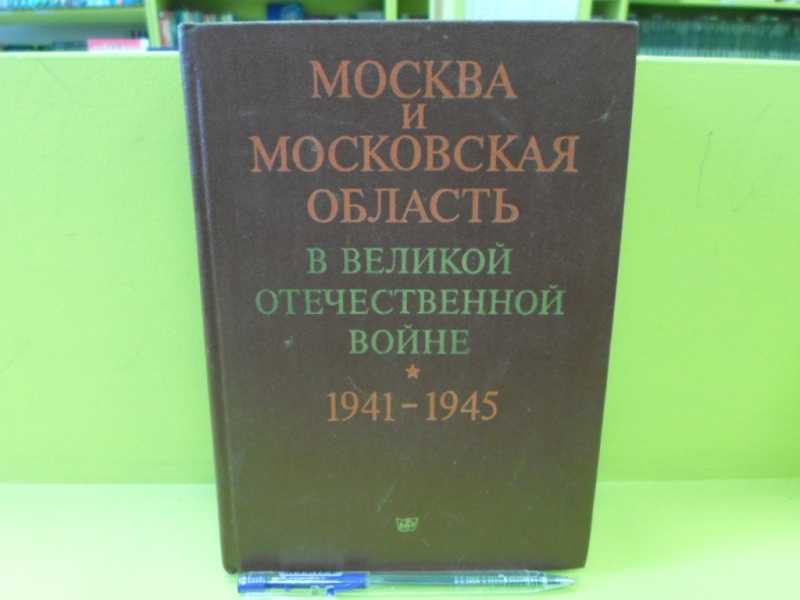 МОСКВА
И
МОСКОВСКАЯ
ОБЛАСТЬ
В ВЕЛИКОЙ
ОТЕЧЕСТВЕННОЙ
ВОЙНЕ
1941-1945